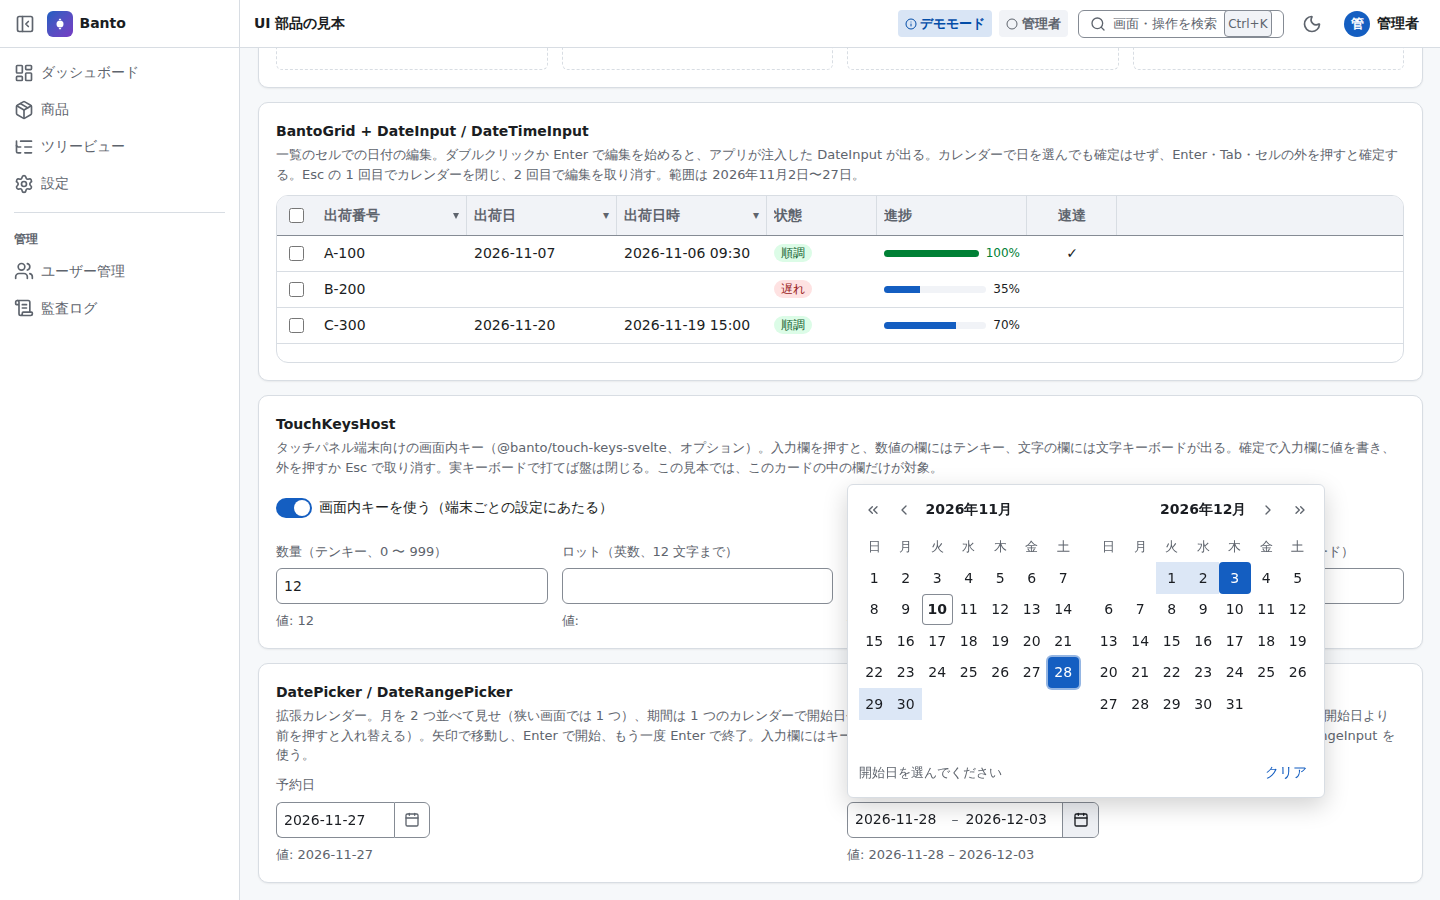 Banto
UI 部品の見本
デモモード
管理者
画面・操作を検索 Ctrl+K
管 管理者
ダッシュボード
商品
ツリービュー
設定
管理
ユーザー管理
監査ログ
BantoGrid + DateInput / DateTimeInput
一覧のセルでの日付の編集。ダブルクリックか Enter で編集を始めると、アプリが注入した DateInput が出る。カレンダーで日を選んでも確定はせず、Enter・Tab・セルの外を押すと確定す
る。Esc の 1 回目でカレンダーを閉じ、2 回目で編集を取り消す。範囲は 2026年11月2日〜27日。
出荷番号 ▼ 出荷日 ▼ 出荷日時 ▼ 状態 進捗 速達
A-100 2026-11-07 2026-11-06 09:30 順調 100% ✓
B-200 遅れ 35%
C-300 2026-11-20 2026-11-19 15:00 順調 70%
TouchKeysHost
タッチパネル端末向けの画面内キー（@banto/touch-keys-svelte、オプション）。入力欄を押すと、数値の欄にはテンキー、文字の欄には文字キーボードが出る。確定で入力欄に値を書き、
外を押すか Esc で取り消す。実キーボードで打てば盤は閉じる。この見本では、このカードの中の欄だけが対象。
画面内キーを使う（端末ごとの設定にあたる）
数量（テンキー、0 〜 999）
12
値: 12
ロット（英数、12 文字まで）
値:
ード）
« ‹ 2026年11月 2026年12月 › »
日 月 火 水 木 金 土 日 月 火 水 木 金 土
1 2 3 4 5 6 7 1 2 3 4 5
8 9 10 11 12 13 14 6 7 8 9 10 11 12
15 16 17 18 19 20 21 13 14 15 16 17 18 19
22 23 24 25 26 27 28 20 21 22 23 24 25 26
29 30 27 28 29 30 31
開始日を選んでください クリア
DatePicker / DateRangePicker
拡張カレンダー。月を 2 つ並べて見せ（狭い画面では 1 つ）、期間は 1 つのカレンダーで開始日 開始日より
前を押すと入れ替える）。矢印で移動し、Enter で開始、もう一度 Enter で終了。入力欄にはキー ngeInput を
使う。
予約日
2026-11-27
値: 2026-11-27
2026-11-28 – 2026-12-03
値: 2026-11-28 – 2026-12-03